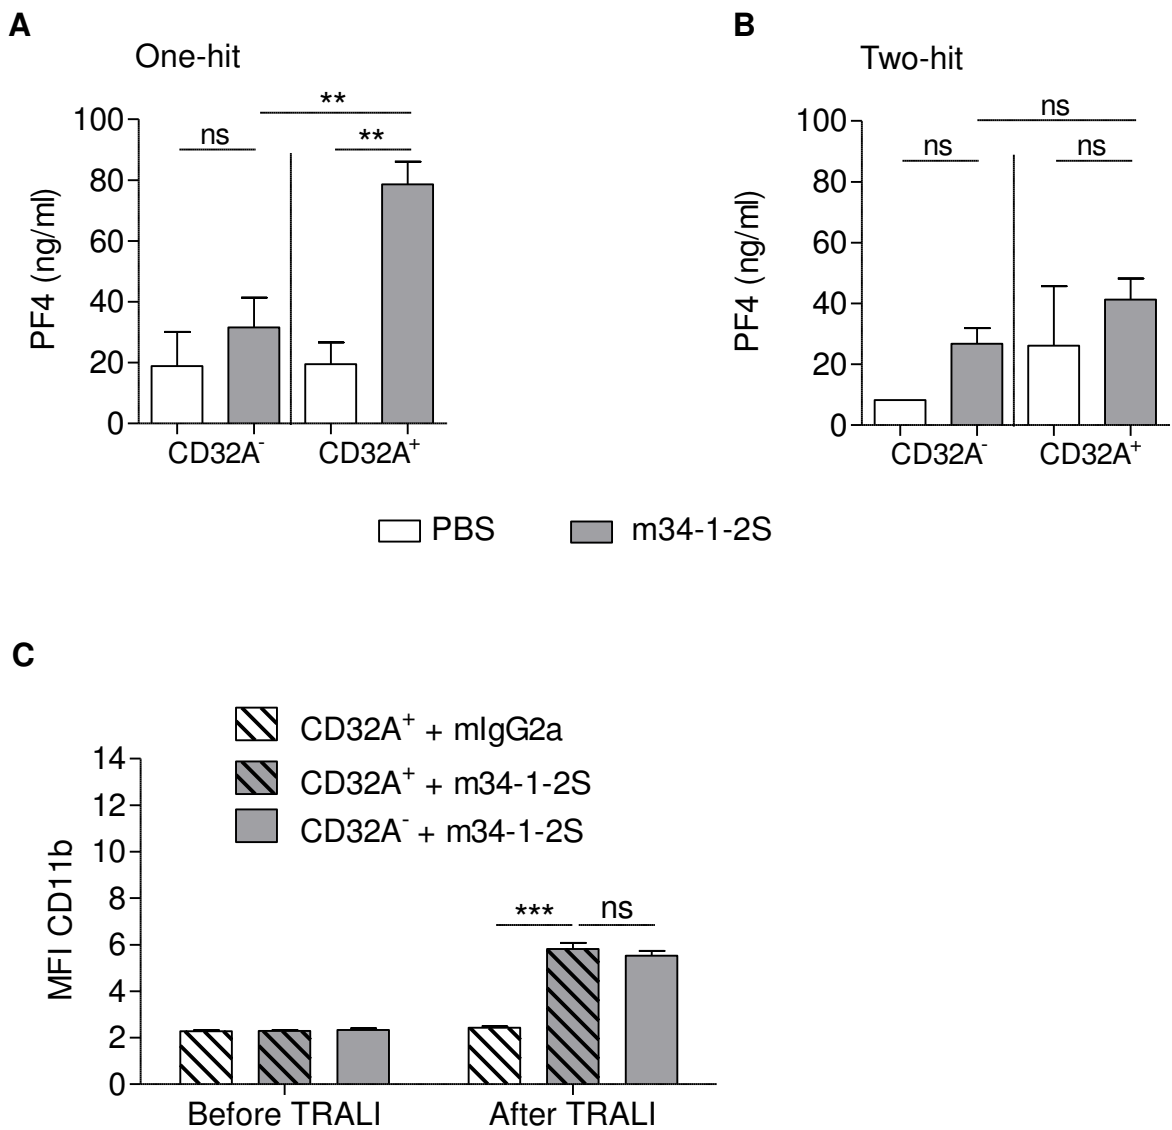 A
One-hit
**
ns
**
100
80
60
40
20
0
PF4 (ng/ml)
CD32A-
CD32A+
B
Two-hit
ns
ns
ns
100
80
60
40
20
0
PF4 (ng/ml)
CD32A-
CD32A+
PBS
m34-1-2S
C
CD32A+ + mIgG2a
CD32A+ + m34-1-2S
CD32A- + m34-1-2S
14
12
10
8
6
4
2
0
MFI CD11b
***
ns
Before TRALI
After TRALI